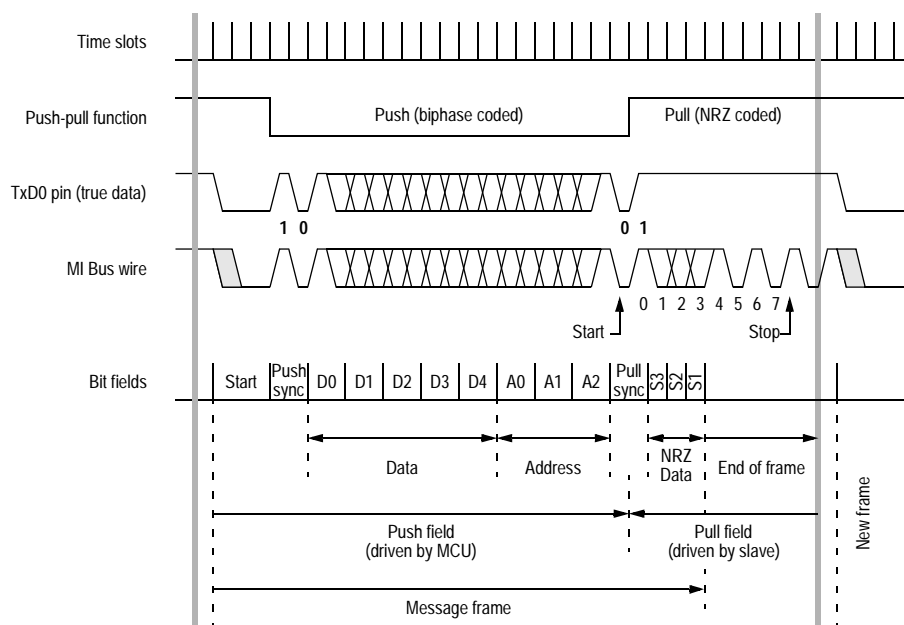 Time slots
Push-pull function
Push (biphase coded)
Pull (NRZ coded)
TxD0 pin (true data)
1 0
0 1
MI Bus wire
0 1 2 3 4 5 6 7
Start
Stop
Bit fields
Start
Push
sync
D0
D1
D2
D3
D4
A0
A1
A2
Pull
sync
S3
S2
S1
Data
Address
NRZ
Data
End of frame
Push field
(driven by MCU)
Pull field
(driven by slave)
New frame
Message frame